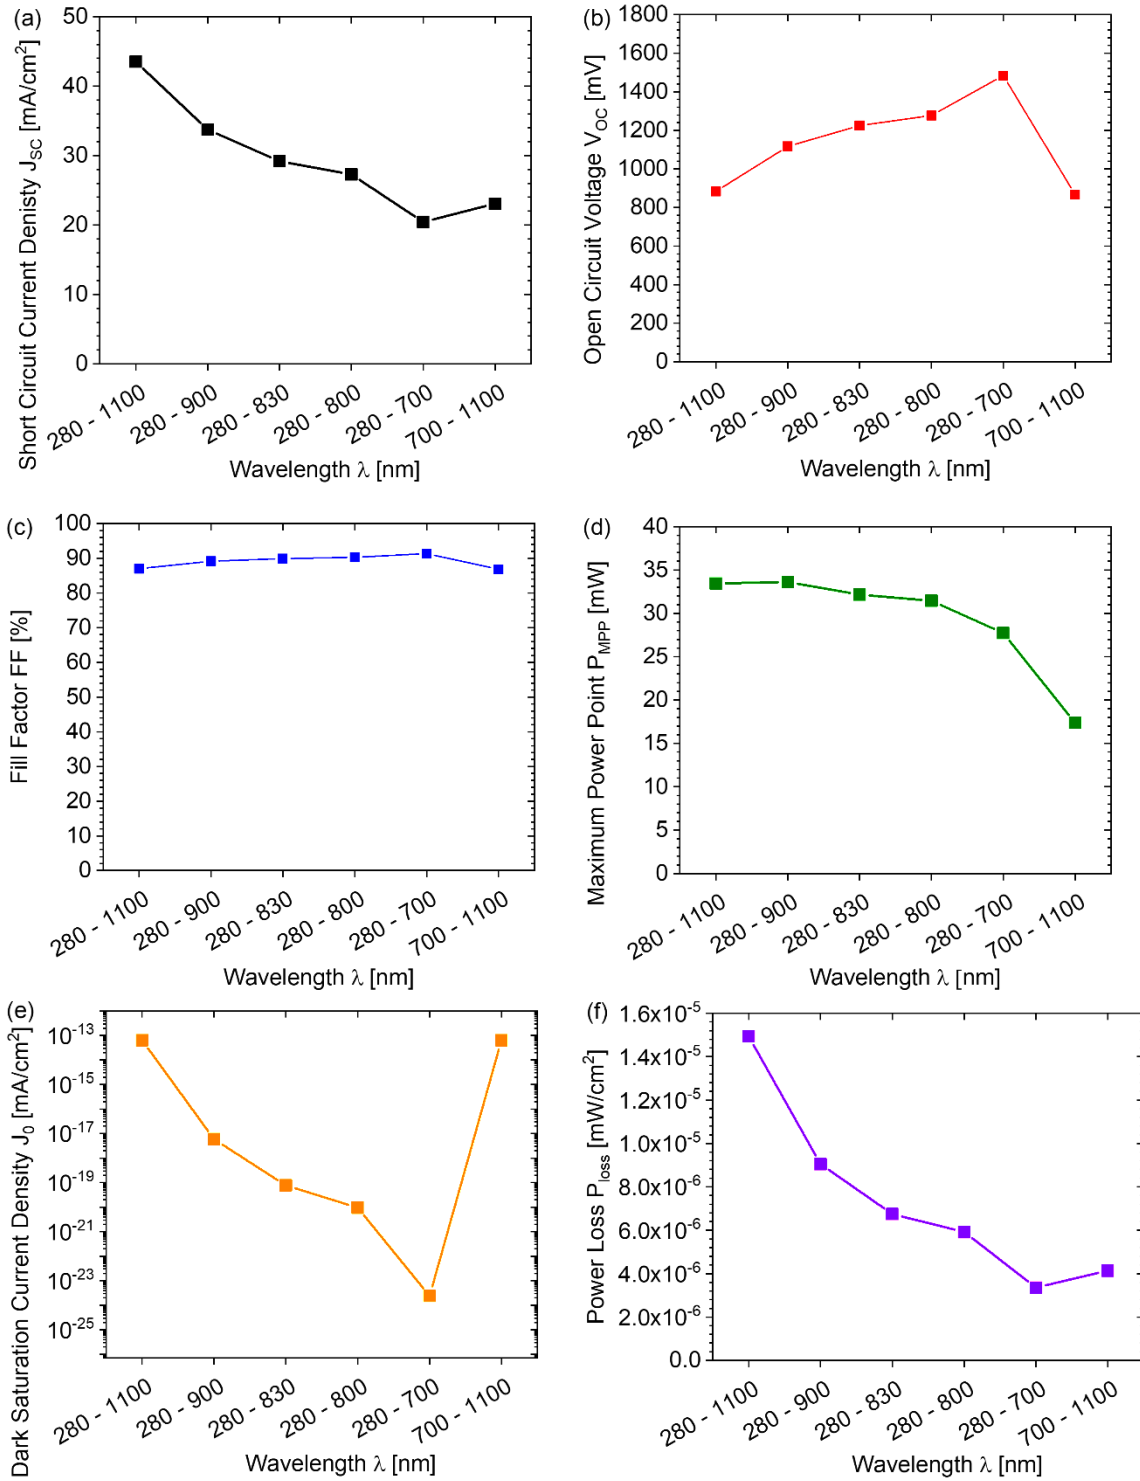 (a)
Short Circuit Current Denisty J_SC [mA/cm²]
50
40
30
20
10
0
280 - 1100
280 - 900
280 - 830
280 - 800
280 - 700
700 - 1100
Wavelength λ [nm]
(b)
Open Circuit Voltage V_OC [mV]
1800
1600
1400
1200
1000
800
600
400
200
0
280 - 1100
280 - 900
280 - 830
280 - 800
280 - 700
700 - 1100
Wavelength λ [nm]
(c)
Fill Factor FF [%]
100
90
80
70
60
50
40
30
20
10
0
280 - 1100
280 - 900
280 - 830
280 - 800
280 - 700
700 - 1100
Wavelength λ [nm]
(d)
Maximum Power Point P_MPP [mW]
40
35
30
25
20
15
10
5
0
280 - 1100
280 - 900
280 - 830
280 - 800
280 - 700
700 - 1100
Wavelength λ [nm]
(e)
Dark Saturation Current Density J₀ [mA/cm²]
10⁻¹³
10⁻¹⁵
10⁻¹⁷
10⁻¹⁹
10⁻²¹
10⁻²³
10⁻²⁵
280 - 1100
280 - 900
280 - 830
280 - 800
280 - 700
700 - 1100
Wavelength λ [nm]
(f)
Power Loss P_loss [mW/cm²]
1.6x10⁻⁵
1.4x10⁻⁵
1.2x10⁻⁵
1.0x10⁻⁵
8.0x10⁻⁶
6.0x10⁻⁶
4.0x10⁻⁶
2.0x10⁻⁶
0.0
280 - 1100
280 - 900
280 - 830
280 - 800
280 - 700
700 - 1100
Wavelength λ [nm]